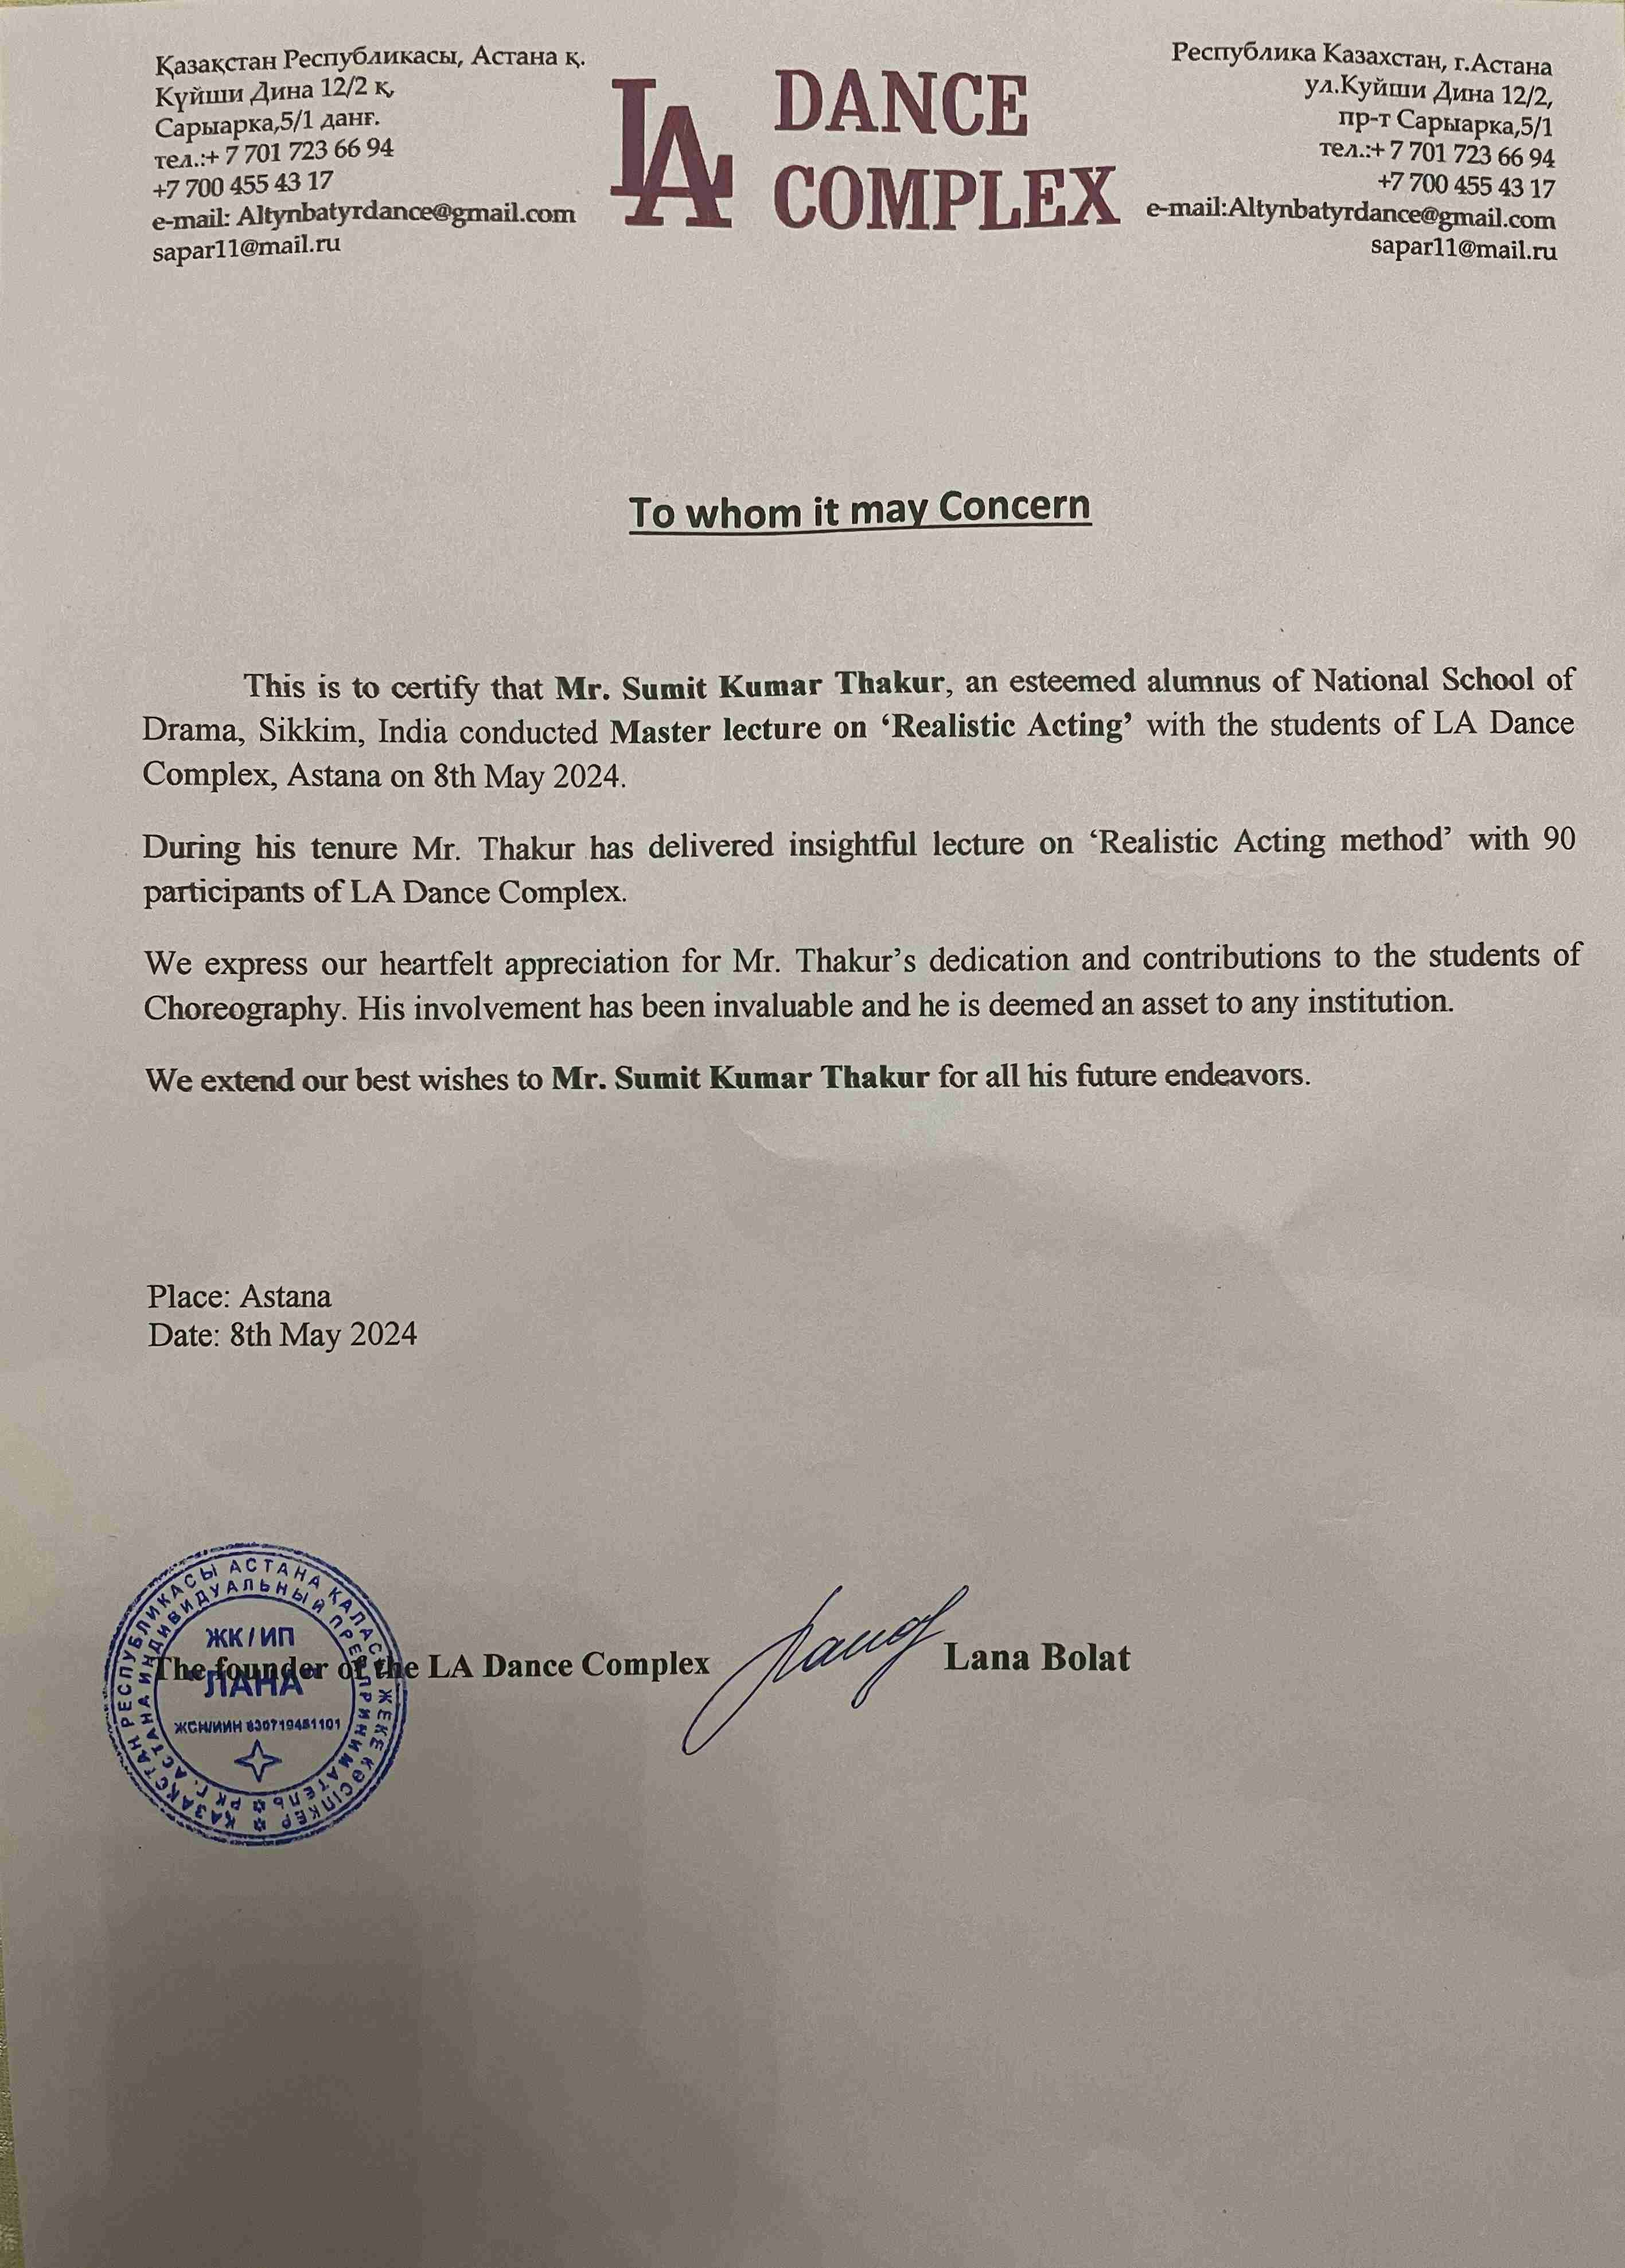 Қазақстан Республикасы, Астана қ.
Күйши Дина 12/2 қ,
Сарыарка,5/1 данғ.
тел.:+ 7 701 723 66 94
+7 700 455 43 17
e-mail: Altynbatyrdance@gmail.com
sapar11@mail.ru
LA DANCE
COMPLEX
Республика Казахстан, г.Астана
ул.Куйши Дина 12/2,
пр-т Сарыарка,5/1
тел.:+ 7 701 723 66 94
+7 700 455 43 17
e-mail:Altynbatyrdance@gmail.com
sapar11@mail.ru
To whom it may Concern
This is to certify that Mr. Sumit Kumar Thakur, an esteemed alumnus of National School of
Drama, Sikkim, India conducted Master lecture on ‘Realistic Acting’ with the students of LA Dance
Complex, Astana on 8th May 2024.
During his tenure Mr. Thakur has delivered insightful lecture on ‘Realistic Acting method’ with 90
participants of LA Dance Complex.
We express our heartfelt appreciation for Mr. Thakur’s dedication and contributions to the students of
Choreography. His involvement has been invaluable and he is deemed an asset to any institution.
We extend our best wishes to Mr. Sumit Kumar Thakur for all his future endeavors.
Place: Astana
Date: 8th May 2024
The founder of the LA Dance Complex Lana Bolat
ҚАЗАҚСТАН РЕСПУБЛИКАСЫ АСТАНА ҚАЛАСЫ ЖЕКЕ КӘСІПКЕР
РК Г. АСТАНА ИНДИВИДУАЛЬНЫЙ ПРЕДПРИНИМАТЕЛЬ
ЖК/ИП
ЛАНА
ЖСН/ИИН